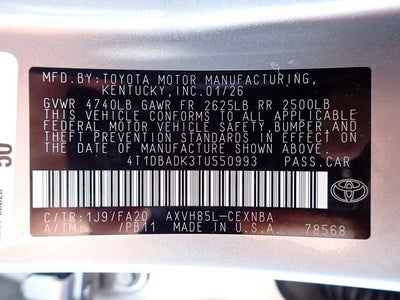 MFD.BY:TOYOTA MOTOR MANUFACTURING,
KENTUCKY,INC.01/26
GVWR 4740LB GAWR FR 2625LB RR 2500LB
THIS VEHICLE CONFORMS TO ALL APPLICABLE
FEDERAL MOTOR VEHICLE SAFETY,BUMPER,AND
THEFT PREVENTION STANDARDS IN EFFECT
ON THE DATE OF MANUFACTURE SHOWN ABOVE.
4T1DBADK3TU550993 PASS.CAR
C/TR:1J9/FA20 AXVH85L-CEXNBA
A/TM: /PB11 MADE IN U.S.A. 78568
TOYOTA
50